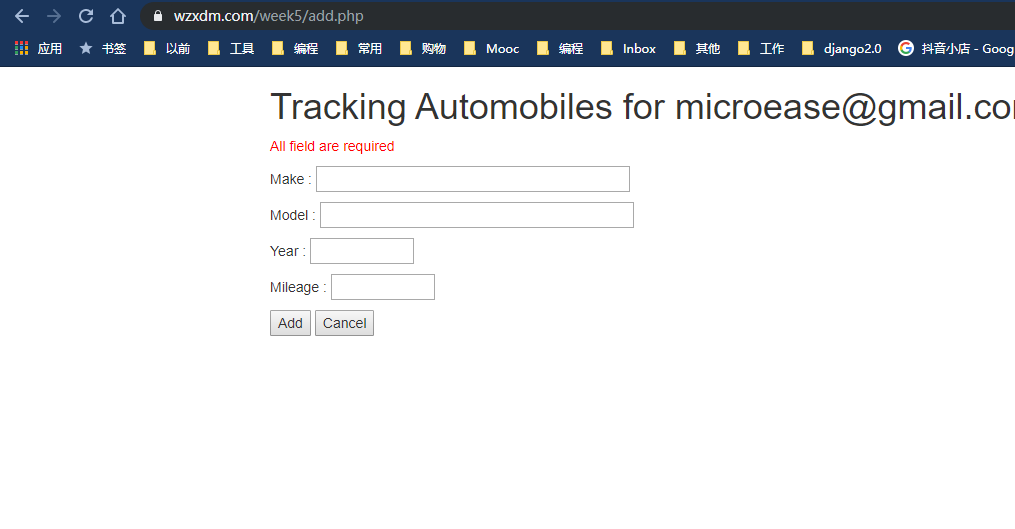 wzxdm.com/week5/add.php
应用 书签 以前 工具 编程 常用 购物 Mooc 编程 Inbox 其他 工作 django2.0 抖音小店 - Goog
Tracking Automobiles for microease@gmail.co
All field are required
Make :
Model :
Year :
Mileage :
Add Cancel